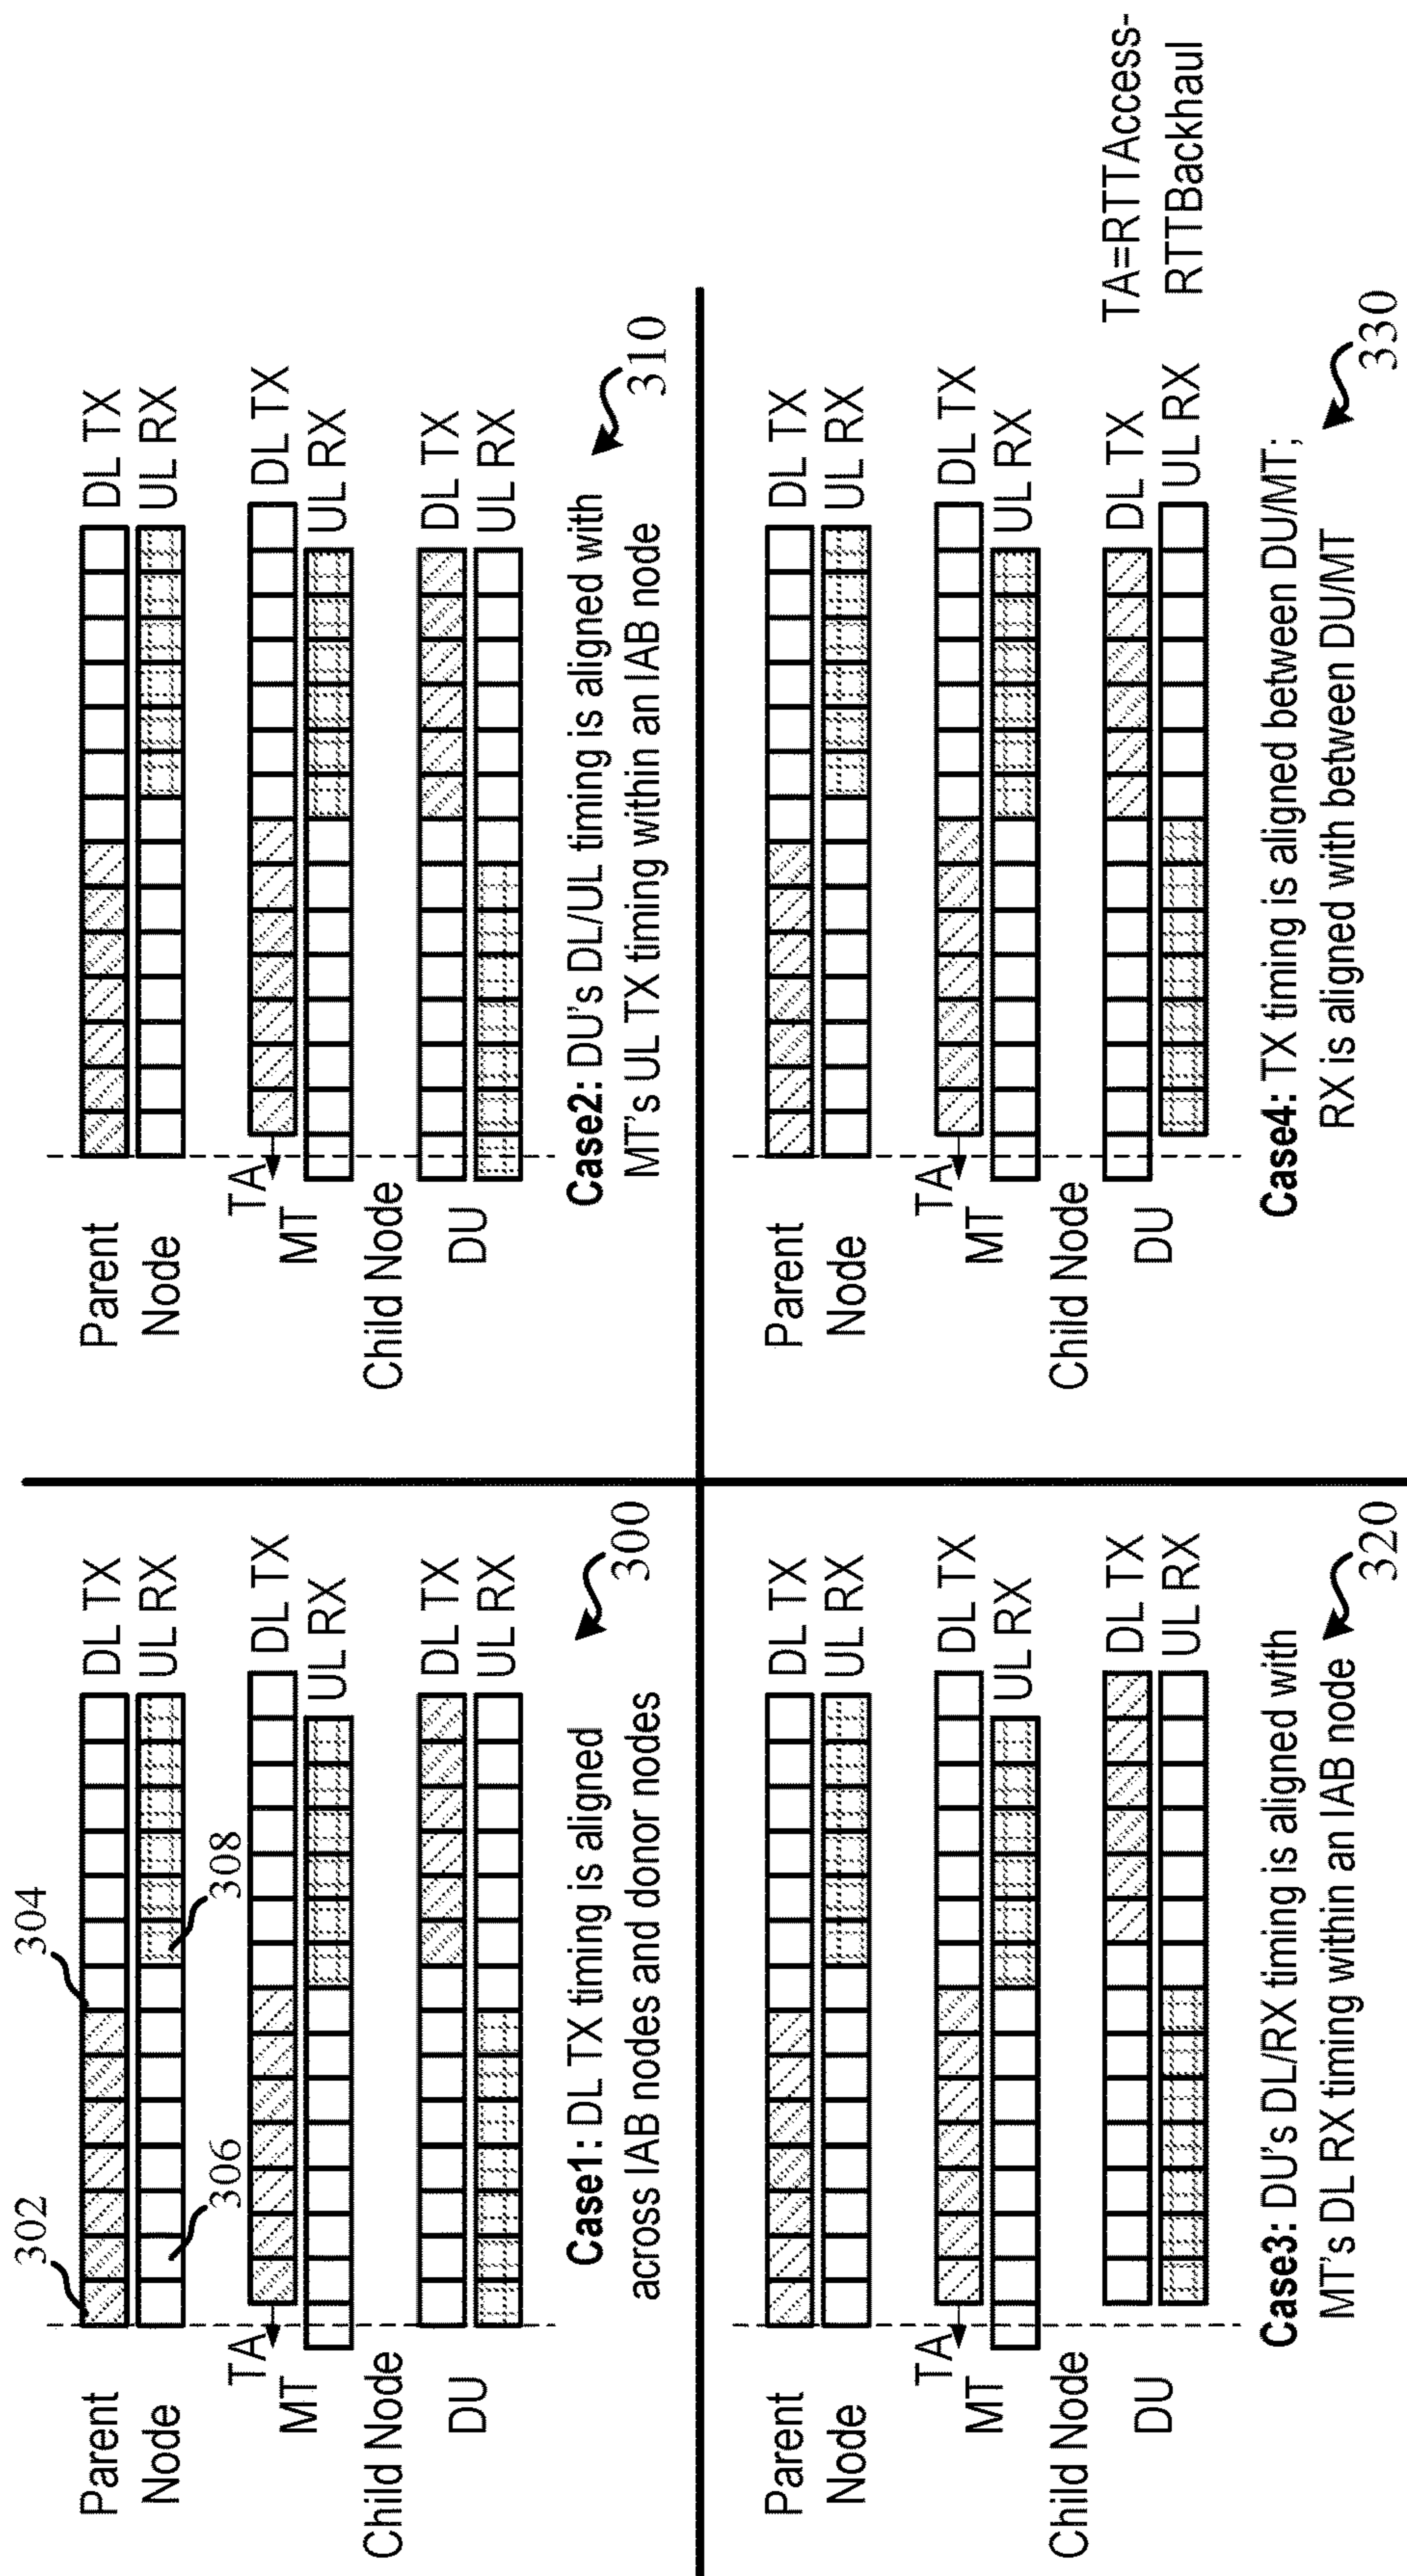 302
304
Parent
Node
DL TX
UL RX
306
308
TA
MT
DL TX
UL RX
Child Node
DU
DL TX
UL RX
Case1: DL TX timing is aligned
across IAB nodes and donor nodes
300
Parent
Node
DL TX
UL RX
TA
MT
DL TX
UL RX
Child Node
DU
DL TX
UL RX
Case2: DU's DL/UL timing is aligned with
MT's UL TX timing within an IAB node
310
Parent
Node
DL TX
UL RX
TA
MT
DL TX
UL RX
Child Node
DU
DL TX
UL RX
Case3: DU's DL/RX timing is aligned with
MT's DL RX timing within an IAB node
320
Parent
Node
DL TX
UL RX
TA
MT
DL TX
UL RX
Child Node
DU
DL TX
UL RX
TA=RTTAccess-
RTTBackhaul
Case4: TX timing is aligned between DU/MT;
RX is aligned with between DU/MT
330